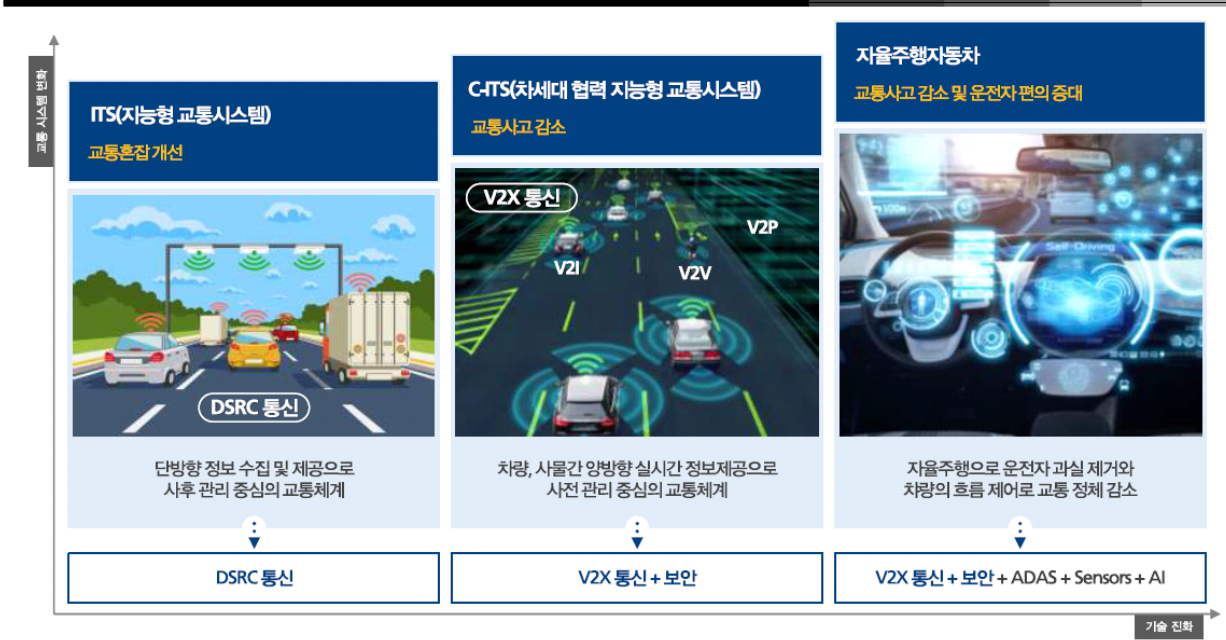 교통 시스템 변화
ITS(지능형 교통시스템)
교통혼잡 개선
DSRC 통신
단방향 정보 수집 및 제공으로
사후 관리 중심의 교통체계
DSRC 통신
C-ITS(차세대 협력 지능형 교통시스템)
교통사고 감소
V2X 통신
V2P
V2I
V2V
차량, 사물간 양방향 실시간 정보제공으로
사전 관리 중심의 교통체계
V2X 통신 + 보안
자율주행자동차
교통사고 감소 및 운전자 편의 증대
Self-Driving
자율주행으로 운전자 과실 제거와
차량의 흐름 제어로 교통 정체 감소
V2X 통신 + 보안 + ADAS + Sensors + AI
기술 진화